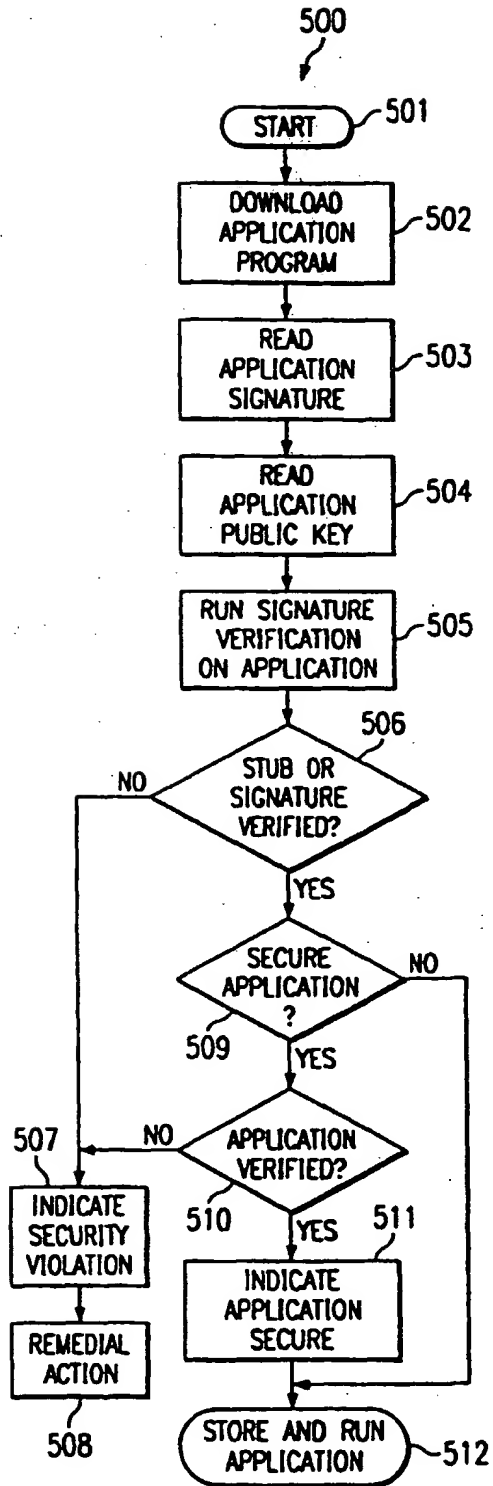 500
START
501
DOWNLOAD
APPLICATION
PROGRAM
502
READ
APPLICATION
SIGNATURE
503
READ
APPLICATION
PUBLIC KEY
504
RUN SIGNATURE
VERIFICATION
ON APPLICATION
505
506
STUB OR
SIGNATURE
VERIFIED?
NO
YES
SECURE
APPLICATION
?
509
NO
YES
APPLICATION
VERIFIED?
510
NO
YES
507
INDICATE
SECURITY
VIOLATION
REMEDIAL
ACTION
508
511
INDICATE
APPLICATION
SECURE
STORE AND RUN
APPLICATION
512